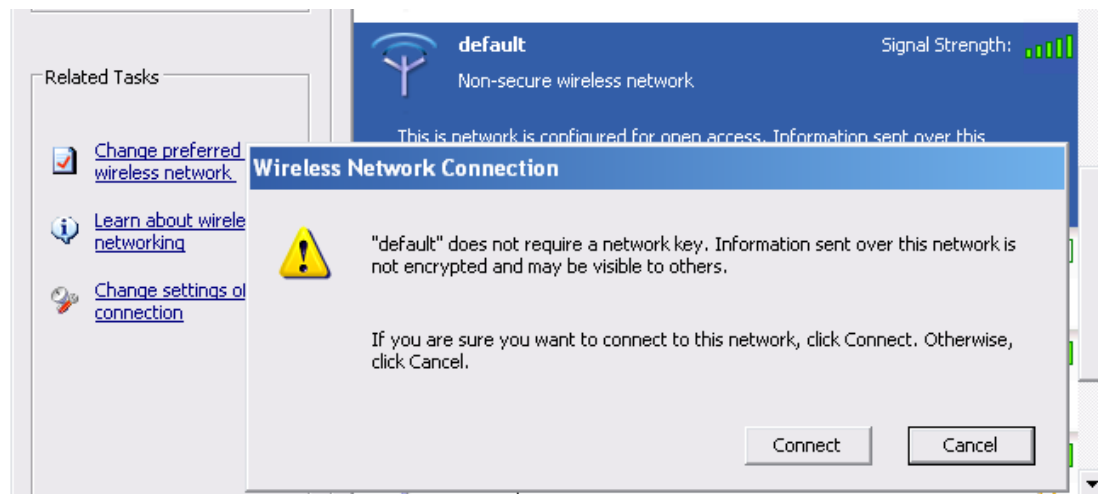 default
Signal Strength:
Non-secure wireless network
Related Tasks
This is network is configured for open access. Information sent over this
Change preferred
wireless network
Wireless Network Connection
Learn about wirele
networking
"default" does not require a network key. Information sent over this network is
not encrypted and may be visible to others.
Change settings of
connection
If you are sure you want to connect to this network, click Connect. Otherwise,
click Cancel.
Connect
Cancel